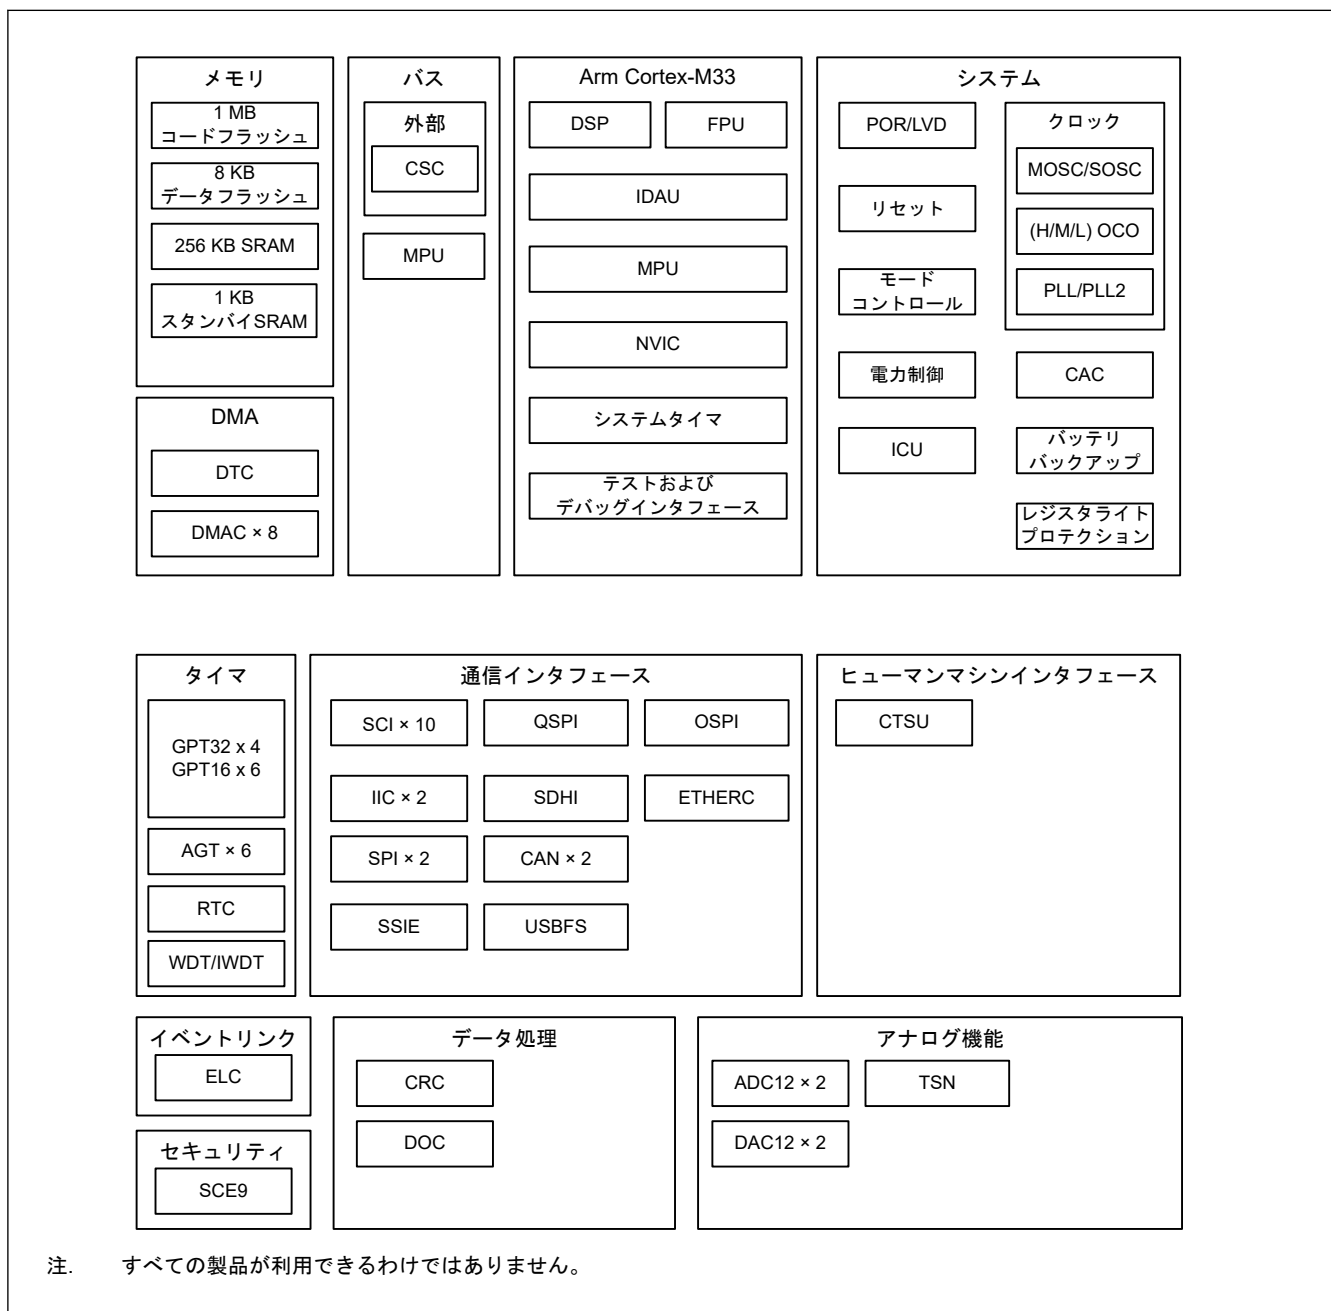 メモリ
1 MB
コードフラッシュ
8 KB
データフラッシュ
256 KB SRAM
1 KB
スタンバイSRAM
DMA
DTC
DMAC × 8
バス
外部
CSC
MPU
Arm Cortex-M33
DSP
FPU
IDAU
MPU
NVIC
システムタイマ
テストおよび
デバッグインタフェース
システム
POR/LVD
リセット
モード
コントロール
電力制御
ICU
クロック
MOSC/SOSC
(H/M/L) OCO
PLL/PLL2
CAC
バッテリ
バックアップ
レジスタライト
プロテクション
タイマ
GPT32 x 4
GPT16 x 6
AGT × 6
RTC
WDT/IWDT
通信インタフェース
SCI × 10
QSPI
OSPI
IIC × 2
SDHI
ETHERC
SPI × 2
CAN × 2
SSIE
USBFS
ヒューマンマシンインタフェース
CTSU
イベントリンク
ELC
セキュリティ
SCE9
データ処理
CRC
DOC
アナログ機能
ADC12 × 2
TSN
DAC12 × 2
注. すべての製品が利用できるわけではありません。